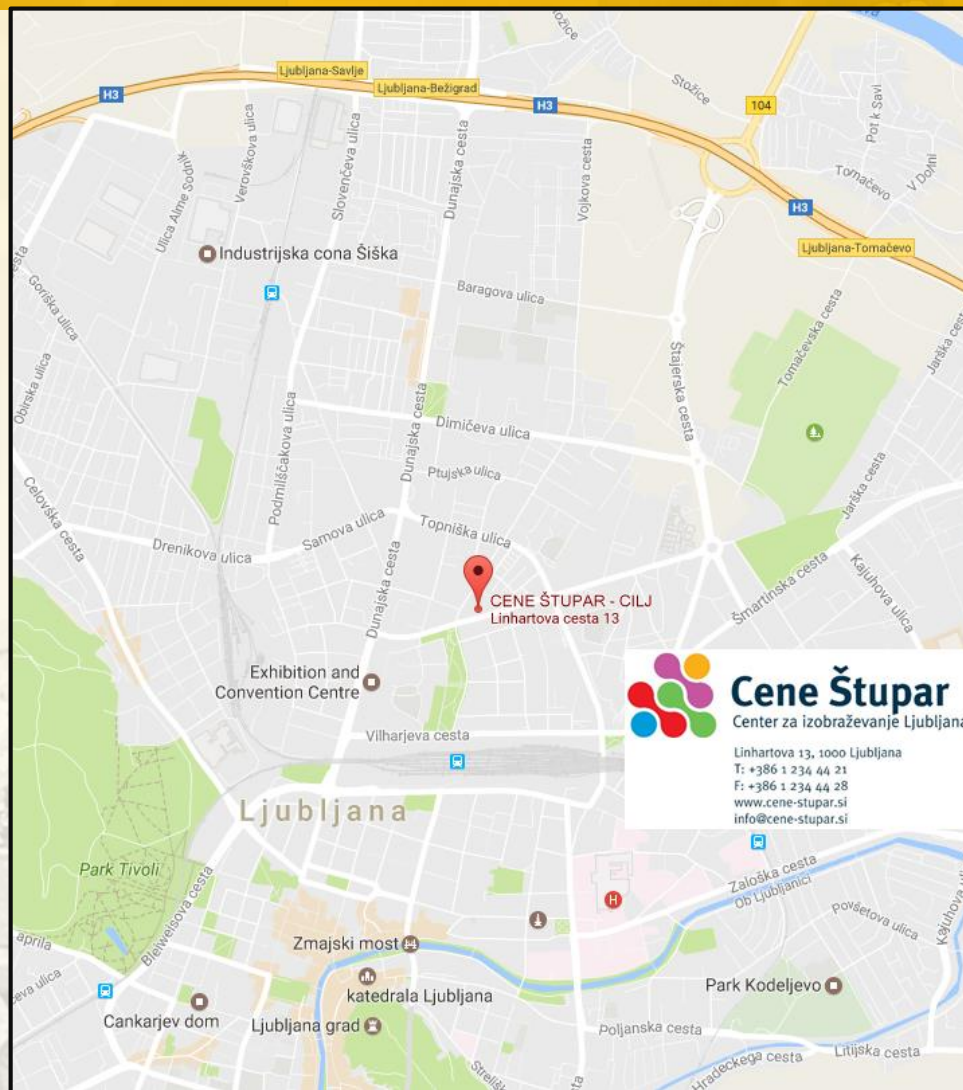 Stožice
Ljubljana-Savlje
Ljubljana-Bežigrad
H3
H3
Stožice
104
Pot k Savi
Tomačevo
V Dolni
H3
Ljubljana-Tomačevo
Ulica Alme Sodnik
Verovškova ulica
Slovenčeva ulica
Dunajska cesta
Vojkova cesta
Industrijska cona Šiška
Goriška ulica
Baragova ulica
Štajerska cesta
Tomačevska cesta
Jarška cesta
Obirska ulica
Podmilščakova ulica
Dunajska cesta
Dimičeva ulica
Ptujska ulica
Celovška cesta
Drenikova ulica
Samova ulica
Topniška ulica
Jarška cesta
Kajuhova ulica
Šmartinska cesta
Dunajska cesta
CENE ŠTUPAR - CILJ
Linhartova cesta 13
Exhibition and
Convention Centre
Vilharjeva cesta
Cene Štupar
Center za izobraževanje Ljubljana
Linhartova 13, 1000 Ljubljana
T: +386 1 234 44 21
F: +386 1 234 44 28
www.cene-stupar.si
info@cene-stupar.si
Ljubljana
Park Tivoli
Bleiweisova cesta
H
Zaloška cesta
Ob Ljubljanici
Povšetova ulica
Kajuhova
aprila
Zmajski most
katedrala Ljubljana
Park Kodeljevo
Cankarjev dom
Ljubljana grad
Poljanska cesta
Hradeckega cesta
Litijska cesta